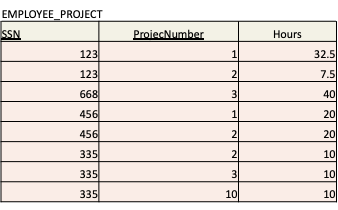 EMPLOYEE_PROJECT
SSN ProjecNumber Hours
123 1 32.5
123 2 7.5
668 3 40
456 1 20
456 2 20
335 2 10
335 3 10
335 10 10